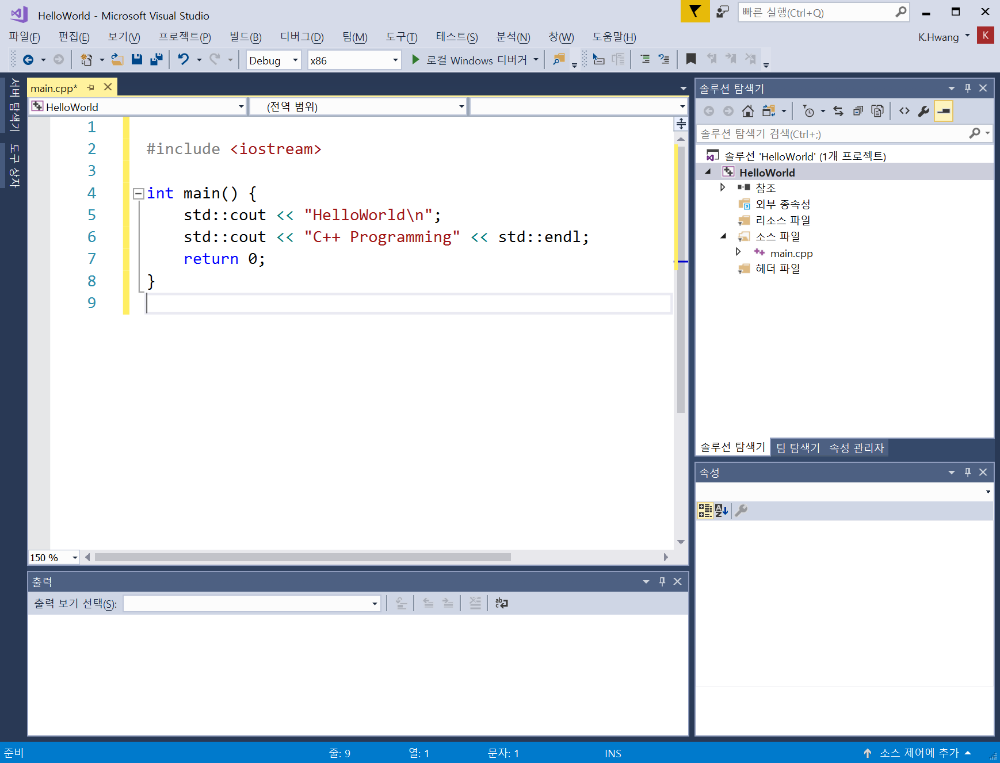 HelloWorld - Microsoft Visual Studio
빠른 실행(Ctrl+Q)
파일(F) 편집(E) 보기(V) 프로젝트(P) 빌드(B) 디버그(D) 팀(M) 도구(T) 테스트(S) 분석(N) 창(W) 도움말(H)
K.Hwang K
Debug x86 로컬 Windows 디버거
서버 탐색기
도구 상자
main.cpp*
HelloWorld (전역 범위)
1
2 #include <iostream>
3
4 int main() {
5 std::cout << "HelloWorld\n";
6 std::cout << "C++ Programming" << std::endl;
7 return 0;
8 }
9
150 %
출력
출력 보기 선택(S):
솔루션 탐색기
솔루션 탐색기 검색(Ctrl+;)
솔루션 'HelloWorld' (1개 프로젝트)
HelloWorld
참조
외부 종속성
리소스 파일
소스 파일
main.cpp
헤더 파일
솔루션 탐색기 팀 탐색기 속성 관리자
속성
준비 줄: 9 열: 1 문자: 1 INS 소스 제어에 추가